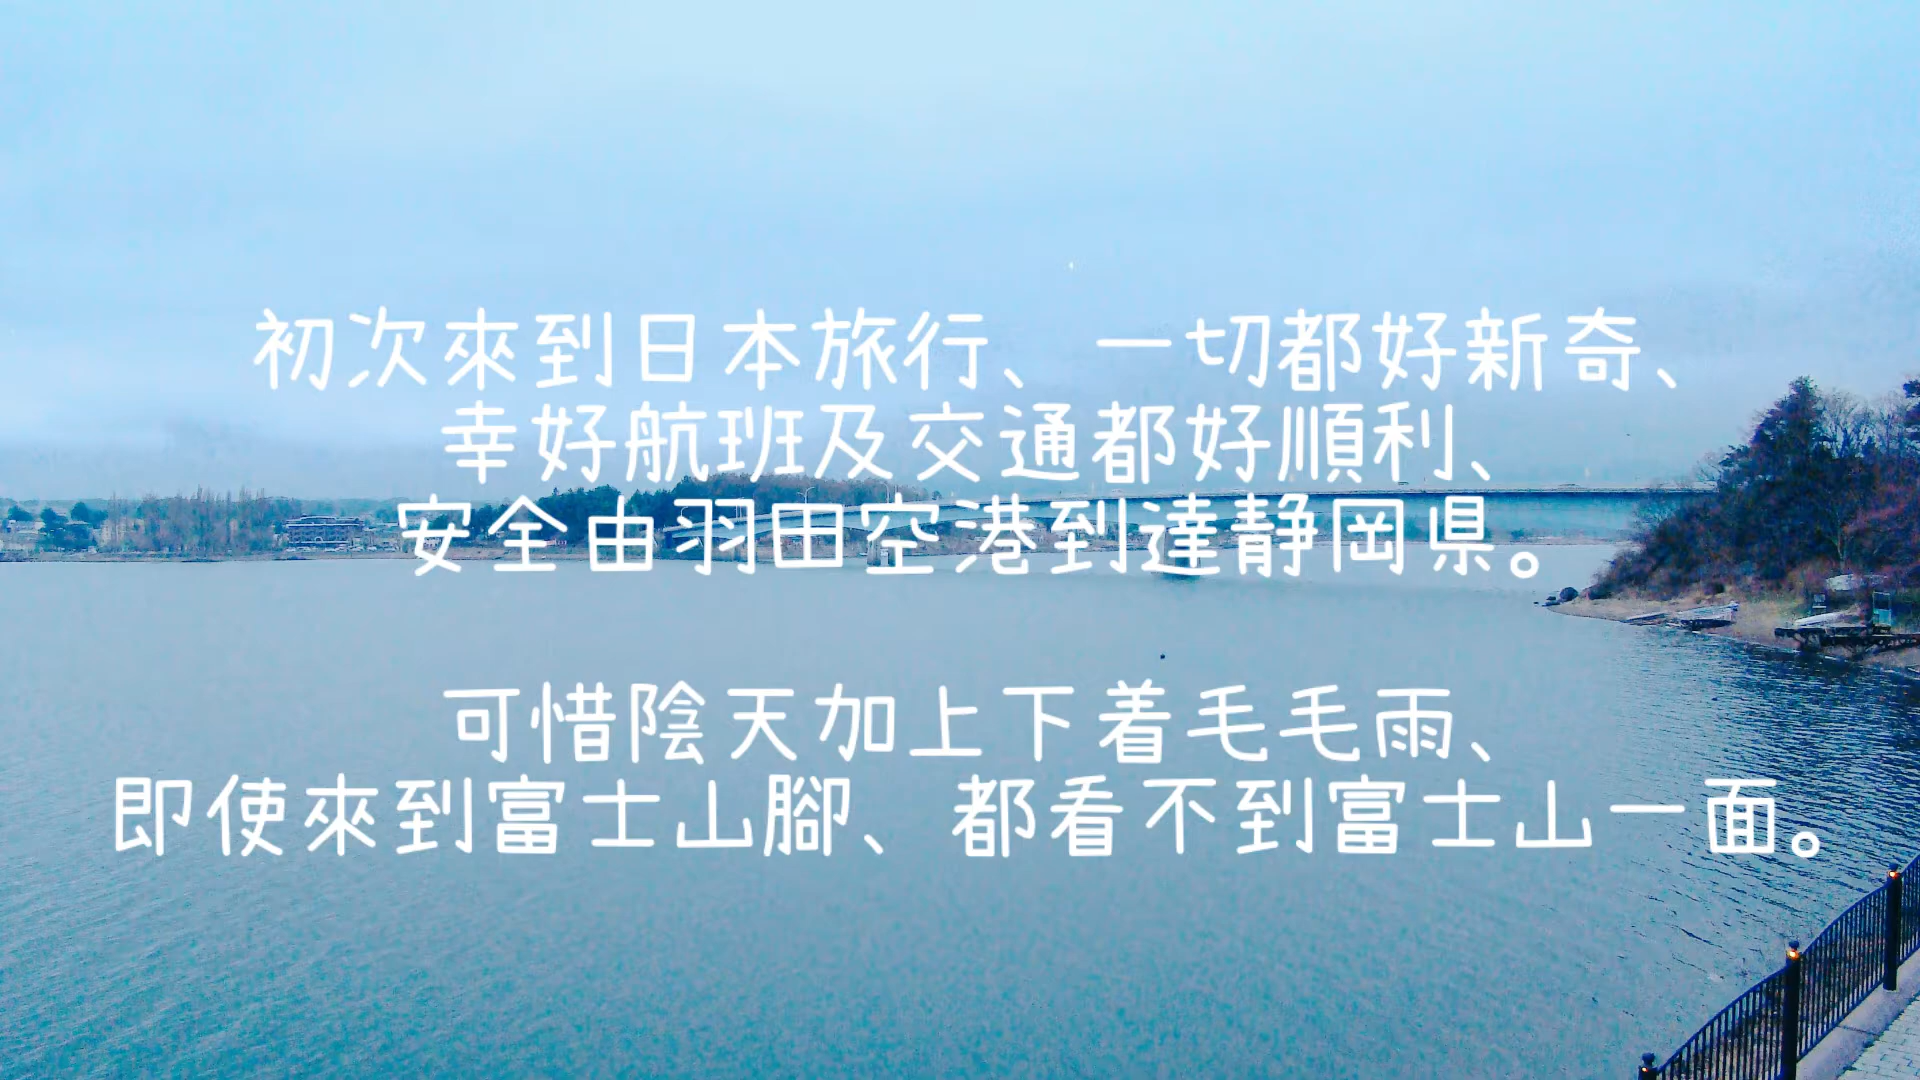 初次來到日本旅行、一切都好新奇、
幸好航班及交通都好順利、
安全由羽田空港到達静岡県。
可惜陰天加上下着毛毛雨、
即使來到富士山腳、都看不到富士山一面。